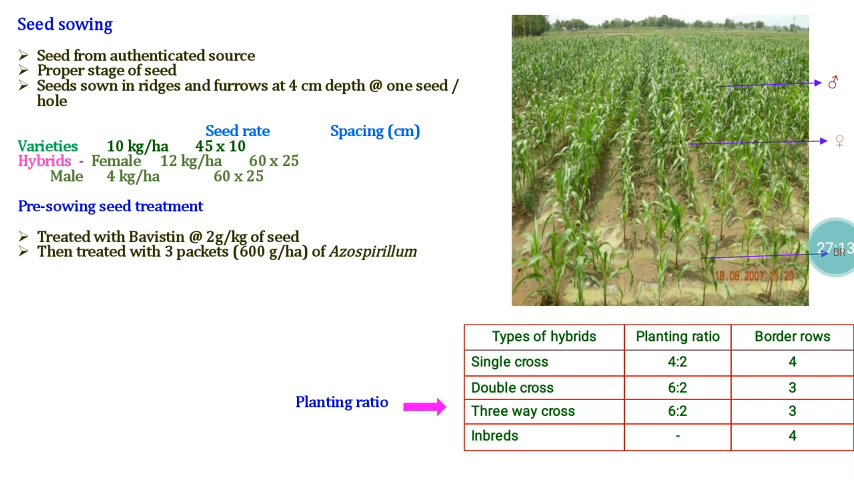 Seed sowing
➢ Seed from authenticated source
➢ Proper stage of seed
➢ Seeds sown in ridges and furrows at 4 cm depth @ one seed /
hole
Seed rate Spacing (cm)
Varieties 10 kg/ha 45 x 10
Hybrids - Female 12 kg/ha 60 x 25
Male 4 kg/ha 60 x 25
Pre-sowing seed treatment
➢ Treated with Bavistin @ 2g/kg of seed
➢ Then treated with 3 packets (600 g/ha) of Azospirillum
♂
♀
27:13
BR
18.08.2007
Planting ratio
Types of hybrids Planting ratio Border rows
Single cross 4:2 4
Double cross 6:2 3
Three way cross 6:2 3
Inbreds - 4